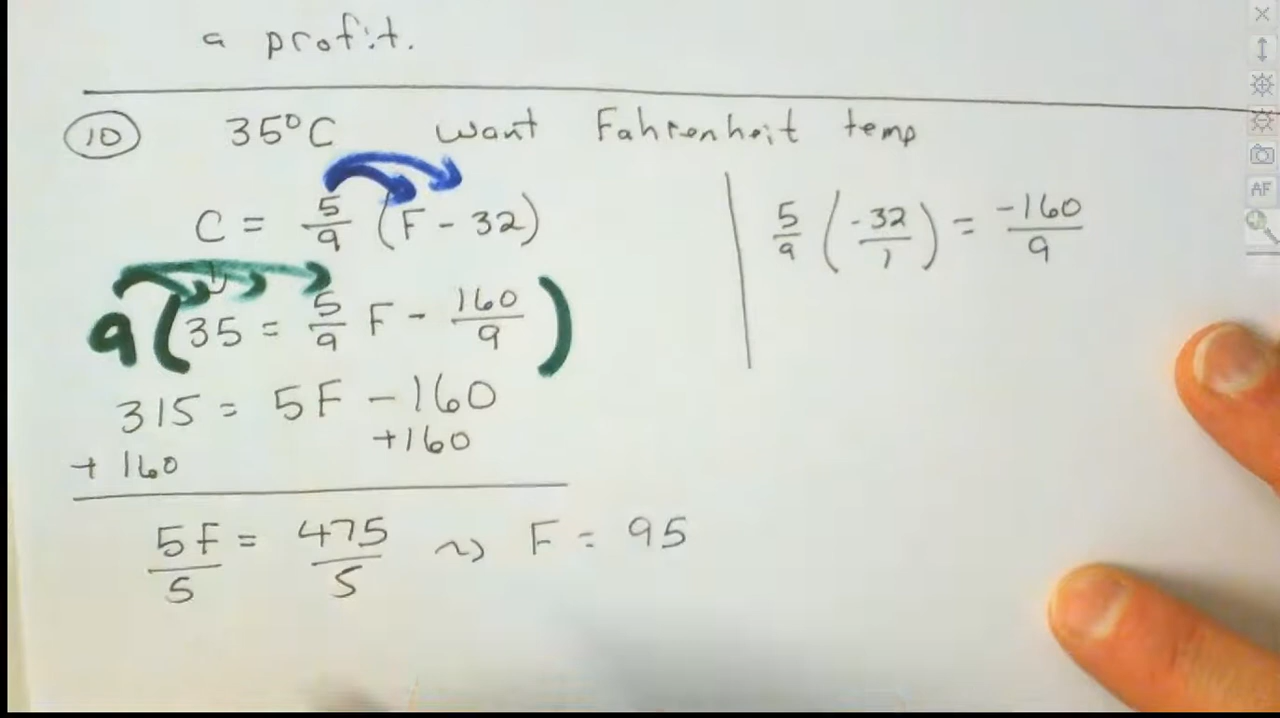 a profit.
10 35°C want Fahrenheit temp
C = 5/9 (F - 32)
5/9 (-32/1) = -160/9
9(35 = 5/9 F - 160/9)
315 = 5F - 160
+ 160 +160
5F/5 = 475/5 ~> F = 95
AF